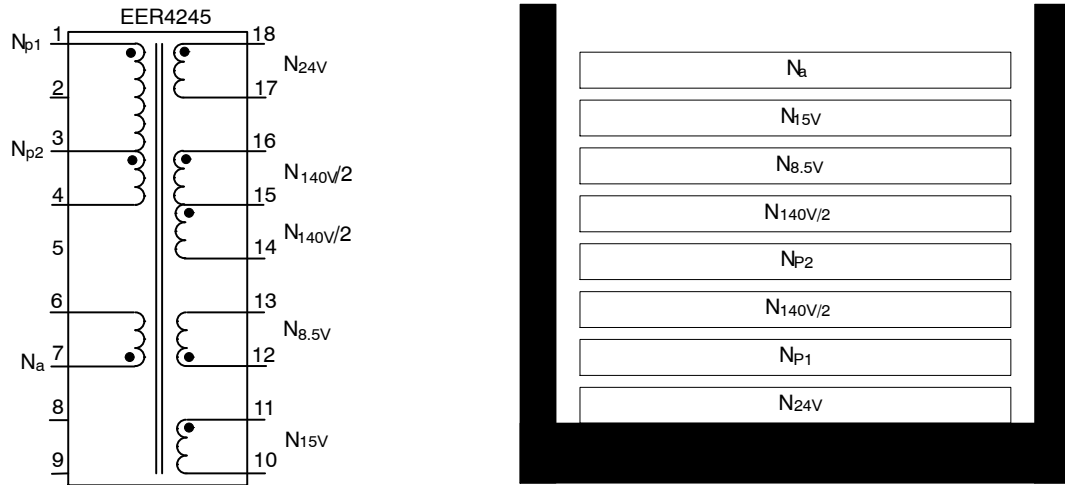 EER4245
Np1
1
2
3
Np2
4
5
6
7
Na
8
9
18
N24V
17
16
N140V/2
15
N140V/2
14
13
N8.5V
12
11
N15V
10
Na
N15V
N8.5V
N140V/2
NP2
N140V/2
NP1
N24V